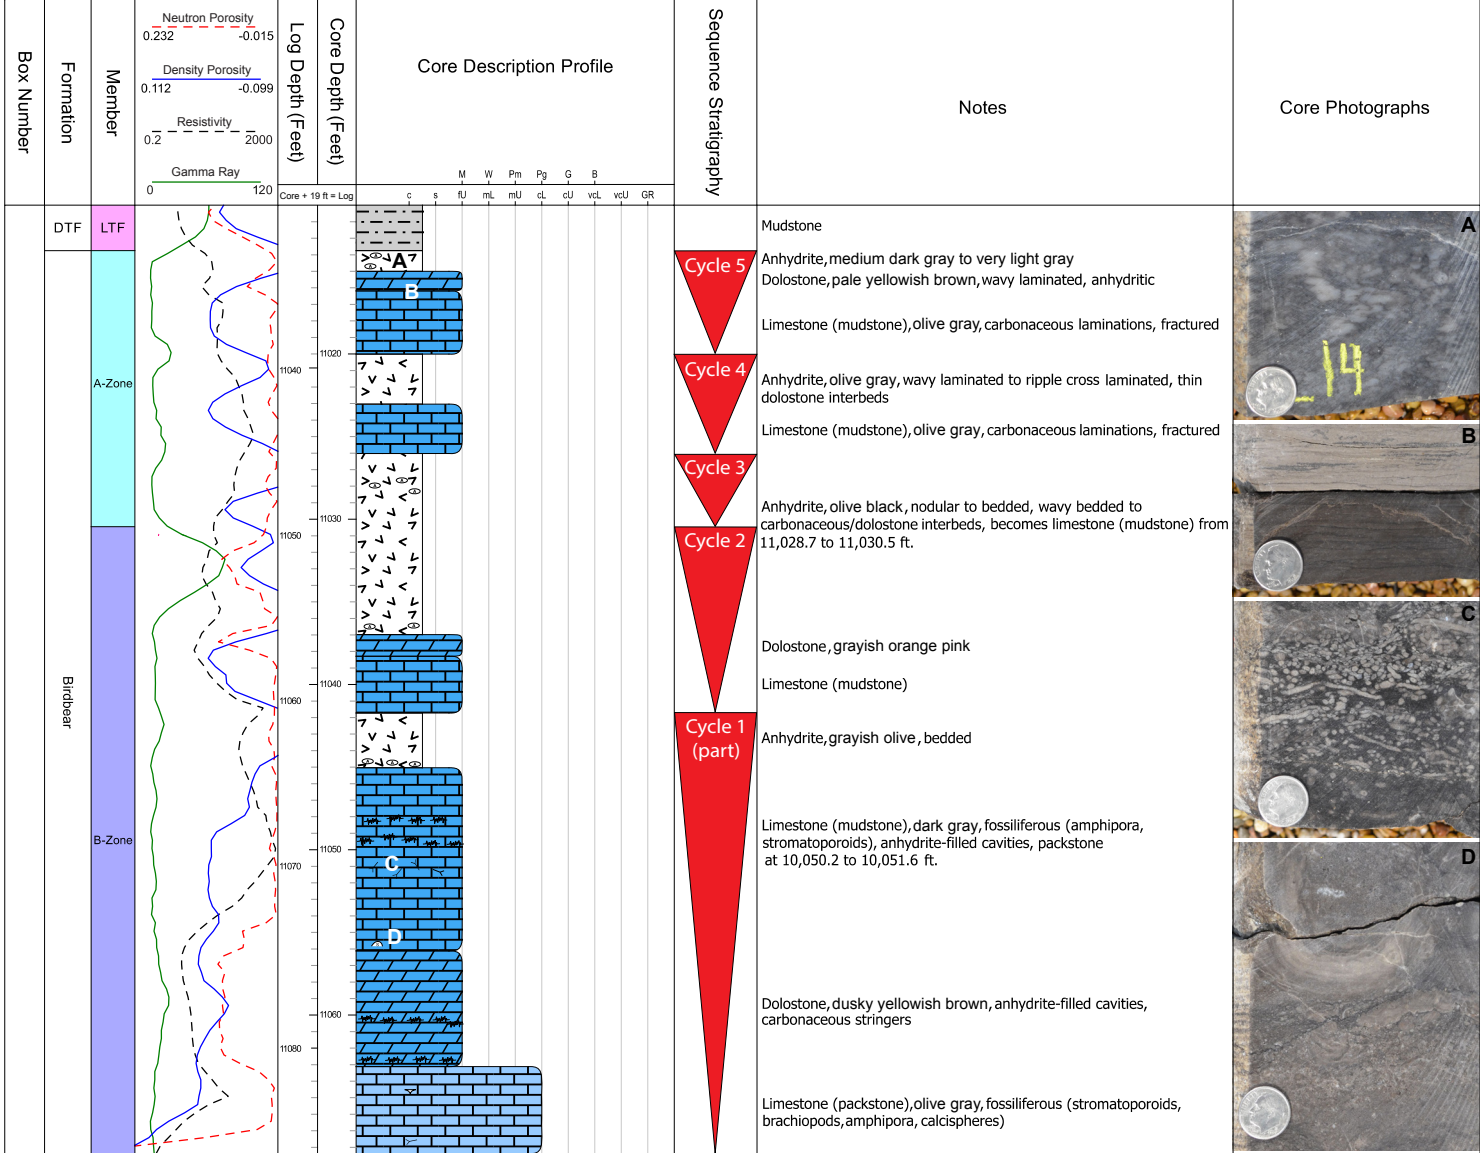 Box Number
Formation
Member
Neutron Porosity
0.232 -0.015
Density Porosity
0.112 -0.099
Resistivity
0.2 2000
Gamma Ray
0 120
Log Depth (Feet)
Core Depth (Feet)
Core + 19 ft = Log
Core Description Profile
M W Pm Pg G B
c s fU mL mU cL cU vcL vcU GR
Sequence Stratigraphy
Notes
Core Photographs
DTF
LTF
Birdbear
A-Zone
B-Zone
11040
11050
11060
11070
11080
11020
11030
11040
11050
11060
A
B
C
D
Cycle 5
Cycle 4
Cycle 3
Cycle 2
Cycle 1
(part)
Mudstone
Anhydrite, medium dark gray to very light gray
Dolostone, pale yellowish brown, wavy laminated, anhydritic
Limestone (mudstone), olive gray, carbonaceous laminations, fractured
Anhydrite, olive gray, wavy laminated to ripple cross laminated, thin
dolostone interbeds
Limestone (mudstone), olive gray, carbonaceous laminations, fractured
Anhydrite, olive black, nodular to bedded, wavy bedded to
carbonaceous/dolostone interbeds, becomes limestone (mudstone) from
11,028.7 to 11,030.5 ft.
Dolostone, grayish orange pink
Limestone (mudstone)
Anhydrite, grayish olive, bedded
Limestone (mudstone), dark gray, fossiliferous (amphipora,
stromatoporoids), anhydrite-filled cavities, packstone
at 10,050.2 to 10,051.6 ft.
Dolostone, dusky yellowish brown, anhydrite-filled cavities,
carbonaceous stringers
Limestone (packstone), olive gray, fossiliferous (stromatoporoids,
brachiopods, amphipora, calcispheres)
A
14
B
C
D